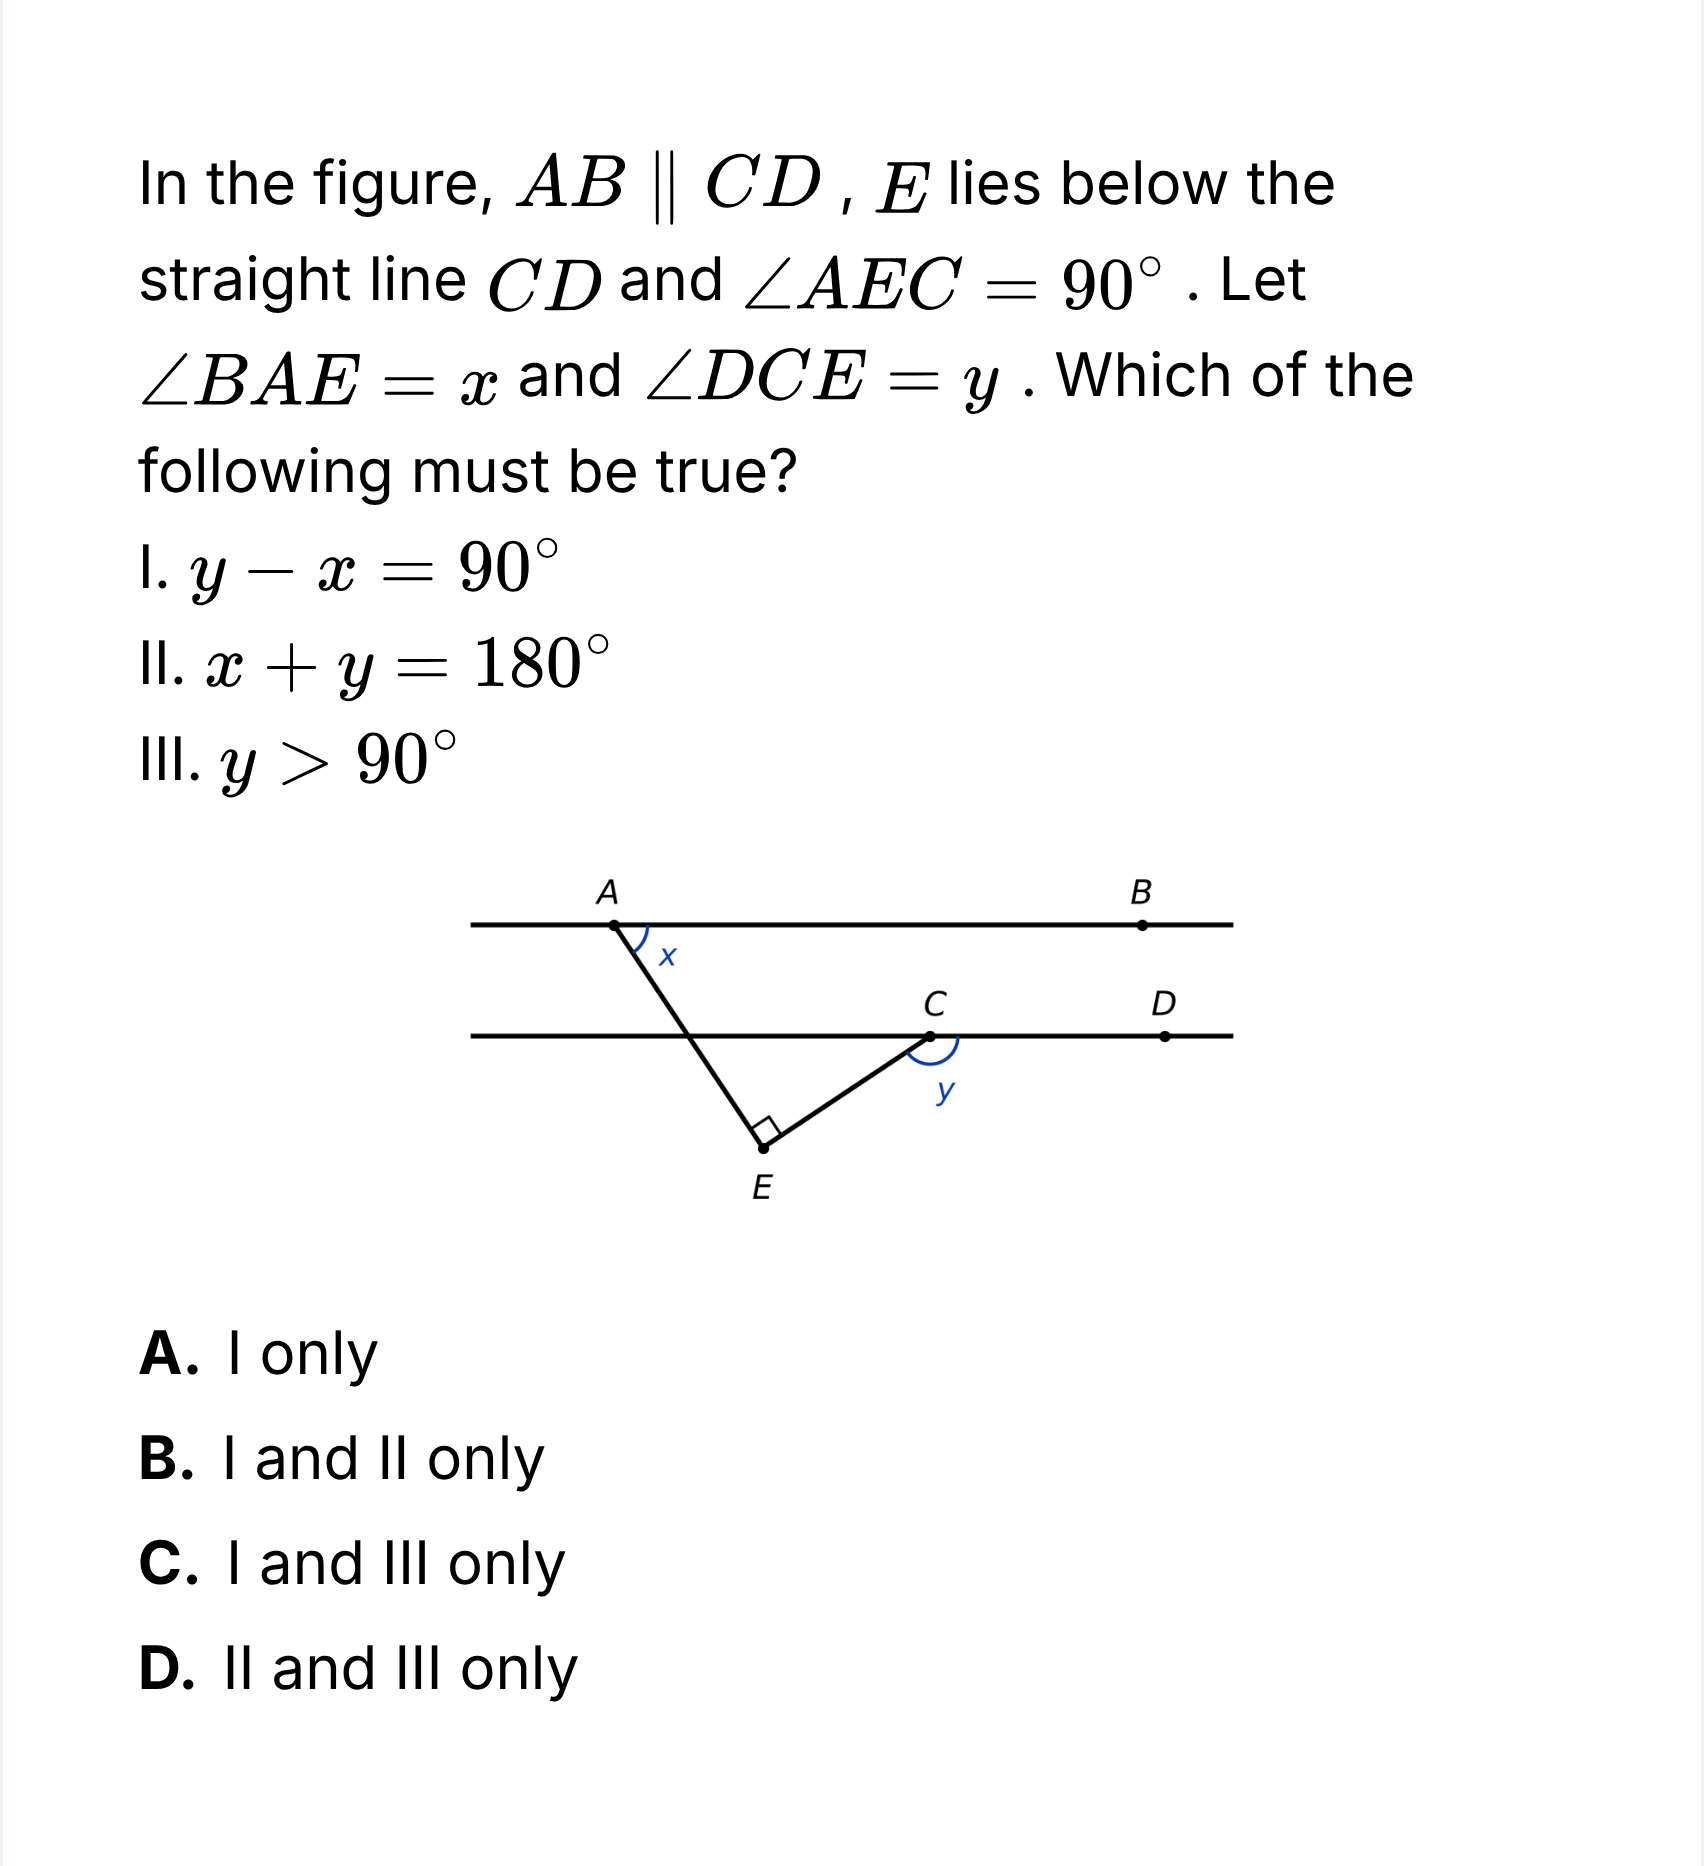 In the figure, AB ∥ CD , E lies below the
straight line CD and ∠AEC = 90° . Let
∠BAE = x and ∠DCE = y . Which of the
following must be true?
I. y − x = 90°
II. x + y = 180°
III. y > 90°
A B
x
C D
y
E
A. I only
B. I and II only
C. I and III only
D. II and III only